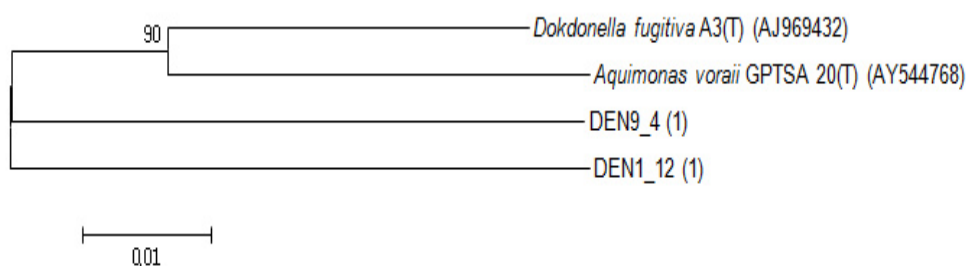 90
Dokdonella fugitiva A3(T) (AJ969432)
Aquimonas voraii GPTSA 20(T) (AY544768)
DEN9_4 (1)
DEN1_12 (1)
0.01